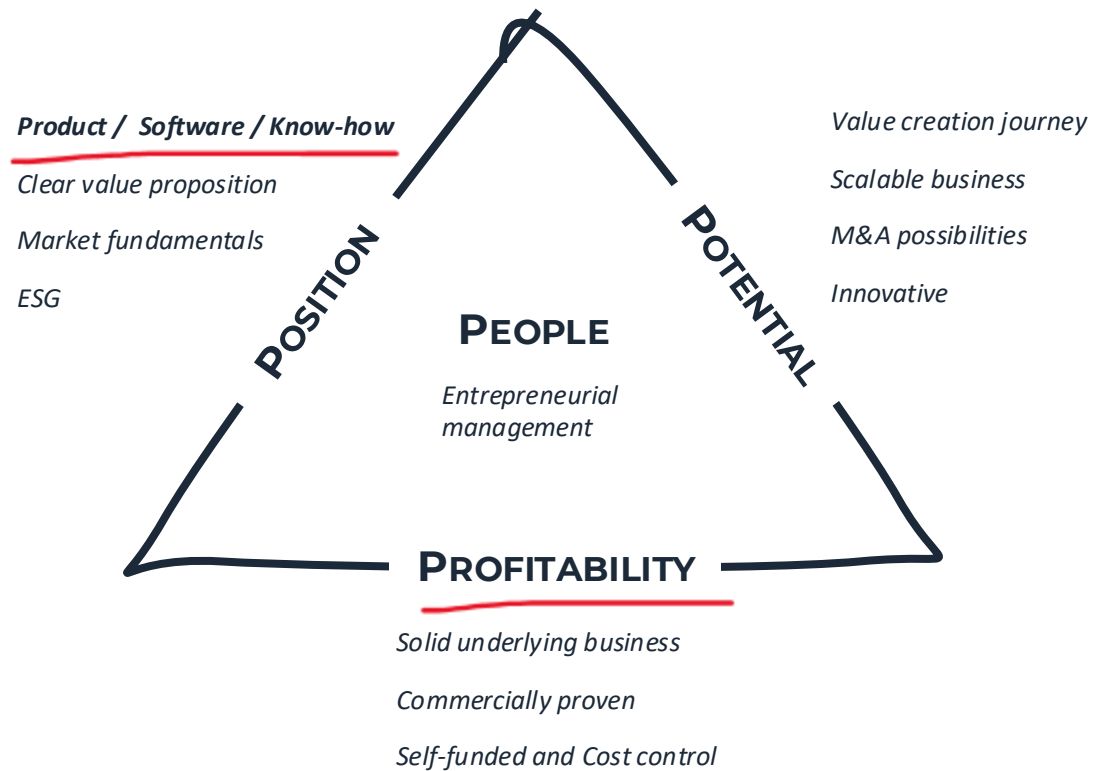 Product / Software / Know-how
Clear value proposition
Market fundamentals
ESG
POSITION
Value creation journey
Scalable business
M&A possibilities
Innovative
POTENTIAL
PEOPLE
Entrepreneurial
management
PROFITABILITY
Solid underlying business
Commercially proven
Self-funded and Cost control